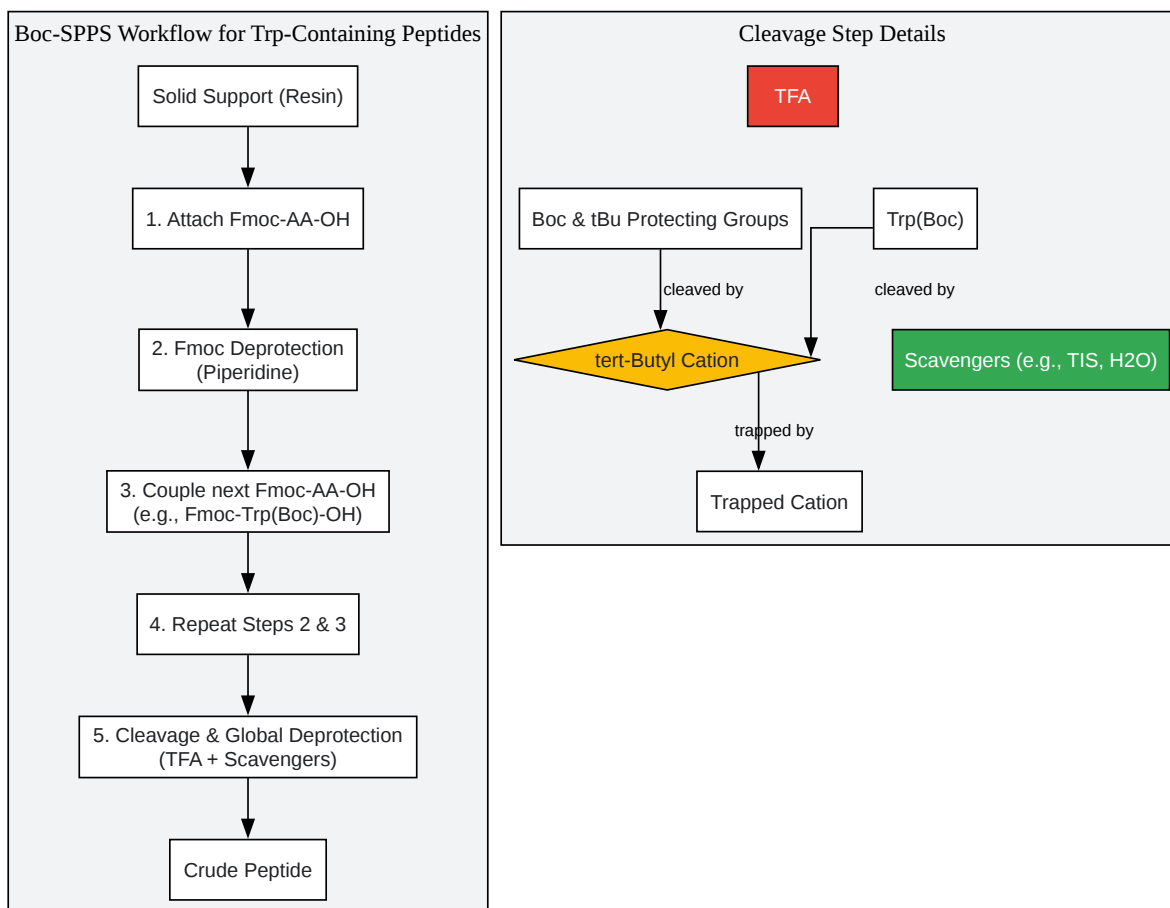 Boc-SPPS Workflow for Trp-Containing Peptides
Solid Support (Resin)
1. Attach Fmoc-AA-OH
2. Fmoc Deprotection
(Piperidine)
3. Couple next Fmoc-AA-OH
(e.g., Fmoc-Trp(Boc)-OH)
4. Repeat Steps 2 & 3
5. Cleavage & Global Deprotection
(TFA + Scavengers)
Crude Peptide
Cleavage Step Details
TFA
Boc & tBu Protecting Groups
Trp(Boc)
cleaved by
cleaved by
tert-Butyl Cation
Scavengers (e.g., TIS, H2O)
trapped by
Trapped Cation